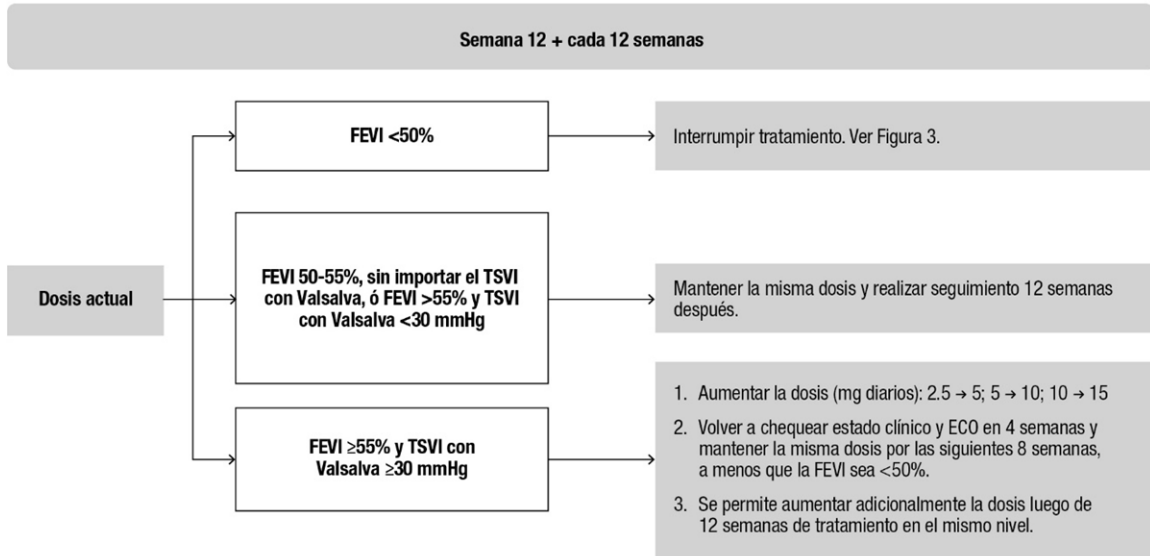 Semana 12 + cada 12 semanas
FEVI <50%
Interrumpir tratamiento. Ver Figura 3.
Dosis actual
FEVI 50-55%, sin importar el TSVI
con Valsalva, ó FEVI >55% y TSVI
con Valsalva <30 mmHg
Mantener la misma dosis y realizar seguimiento 12 semanas
después.
FEVI ≥55% y TSVI con
Valsalva ≥30 mmHg
1. Aumentar la dosis (mg diarios): 2.5 → 5; 5 → 10; 10 → 15
2. Volver a chequear estado clínico y ECO en 4 semanas y
mantener la misma dosis por las siguientes 8 semanas,
a menos que la FEVI sea <50%.
3. Se permite aumentar adicionalmente la dosis luego de
12 semanas de tratamiento en el mismo nivel.